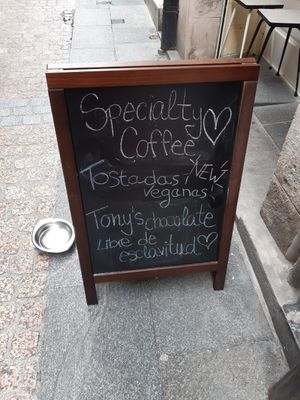 Specialty
Coffee
Tostadas ¡NEW!
veganas
Tony's chocolate
Libre de
esclavitud